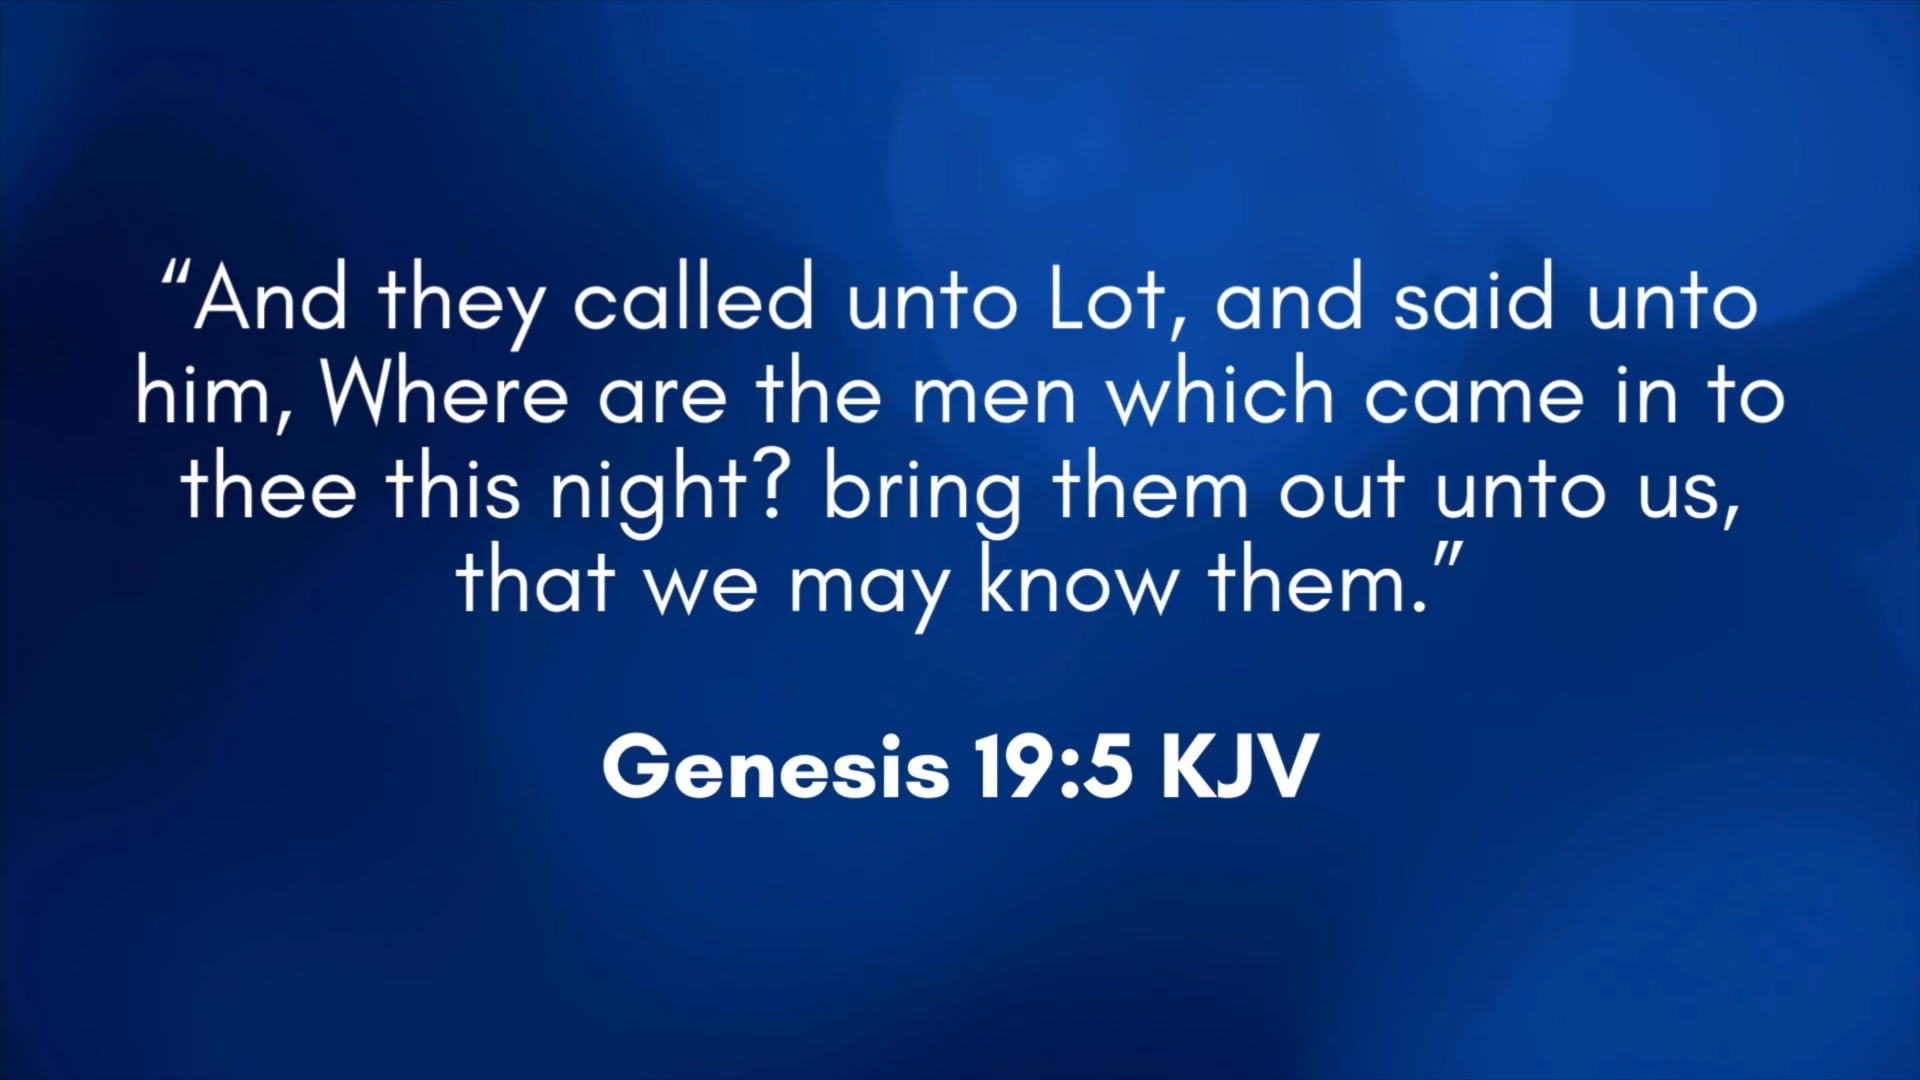 “And they called unto Lot, and said unto
him, Where are the men which came in to
thee this night? bring them out unto us,
that we may know them.”
Genesis 19:5 KJV